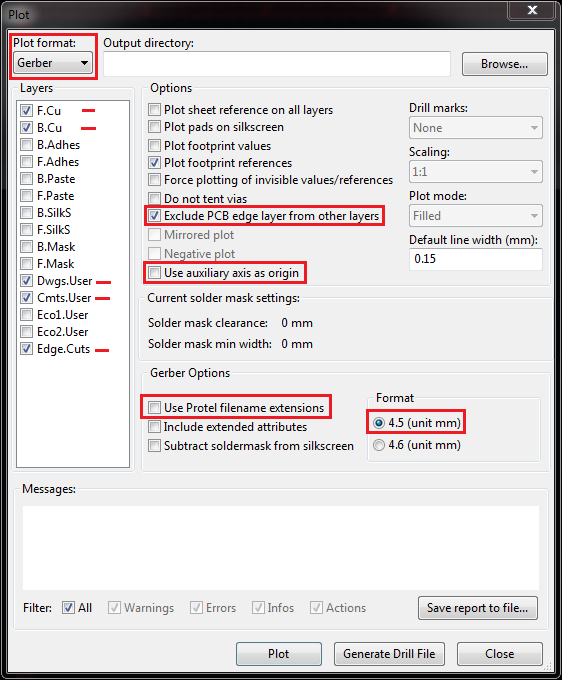 Plot
Plot format:
Output directory:
Gerber
Browse...
Layers
F.Cu
B.Cu
B.Adhes
F.Adhes
B.Paste
F.Paste
B.SilkS
F.SilkS
B.Mask
F.Mask
Dwgs.User
Cmts.User
Eco1.User
Eco2.User
Edge.Cuts
Options
Plot sheet reference on all layers
Plot pads on silkscreen
Plot footprint values
Plot footprint references
Force plotting of invisible values/references
Do not tent vias
Exclude PCB edge layer from other layers
Mirrored plot
Negative plot
Use auxiliary axis as origin
Drill marks:
None
Scaling:
1:1
Plot mode:
Filled
Default line width (mm):
0.15
Current solder mask settings:
Solder mask clearance: 0 mm
Solder mask min width: 0 mm
Gerber Options
Use Protel filename extensions
Include extended attributes
Subtract soldermask from silkscreen
Format
4.5 (unit mm)
4.6 (unit mm)
Messages:
Filter: All Warnings Errors Infos Actions
Save report to file...
Plot Generate Drill File Close